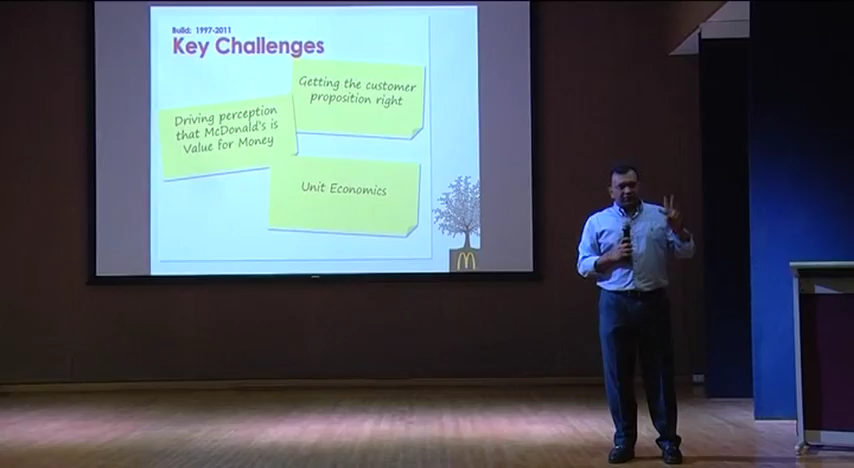 Build: 1997-2011
Key Challenges
Getting the customer
proposition right
Driving perception
that McDonald's is
Value for Money
Unit Economics